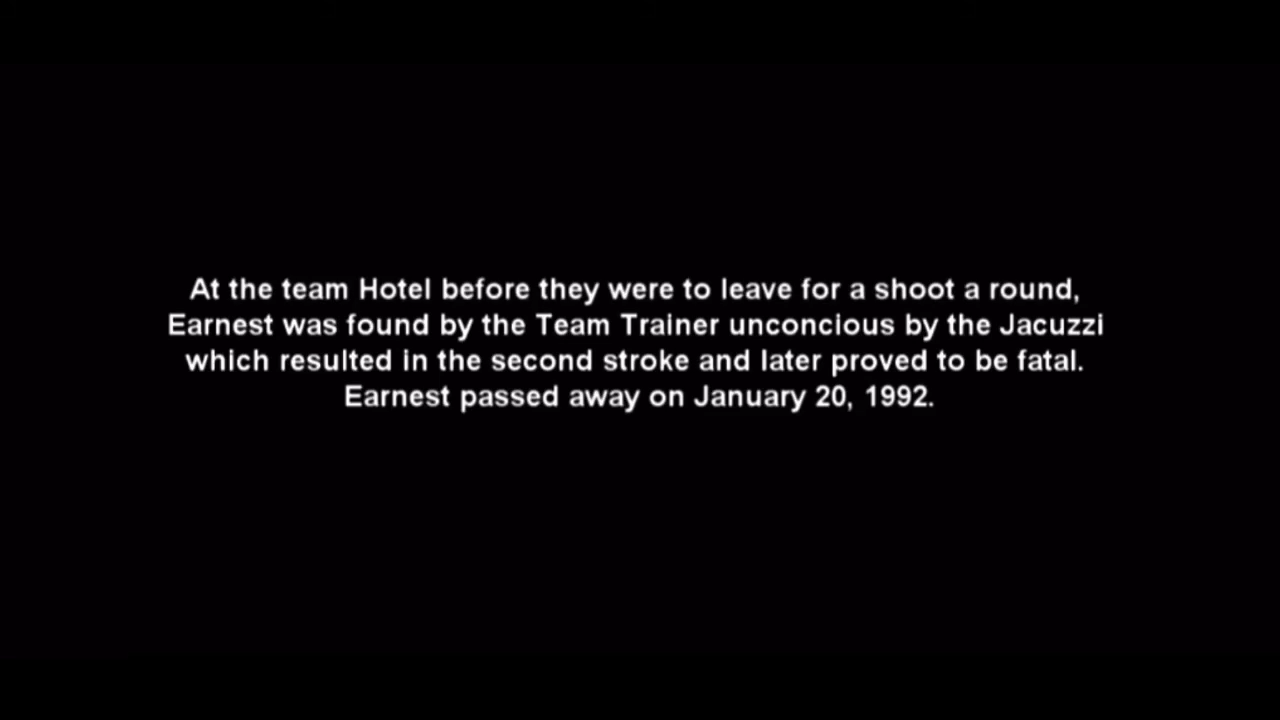 At the team Hotel before they were to leave for a shoot a round,
Earnest was found by the Team Trainer unconcious by the Jacuzzi
which resulted in the second stroke and later proved to be fatal.
Earnest passed away on January 20, 1992.